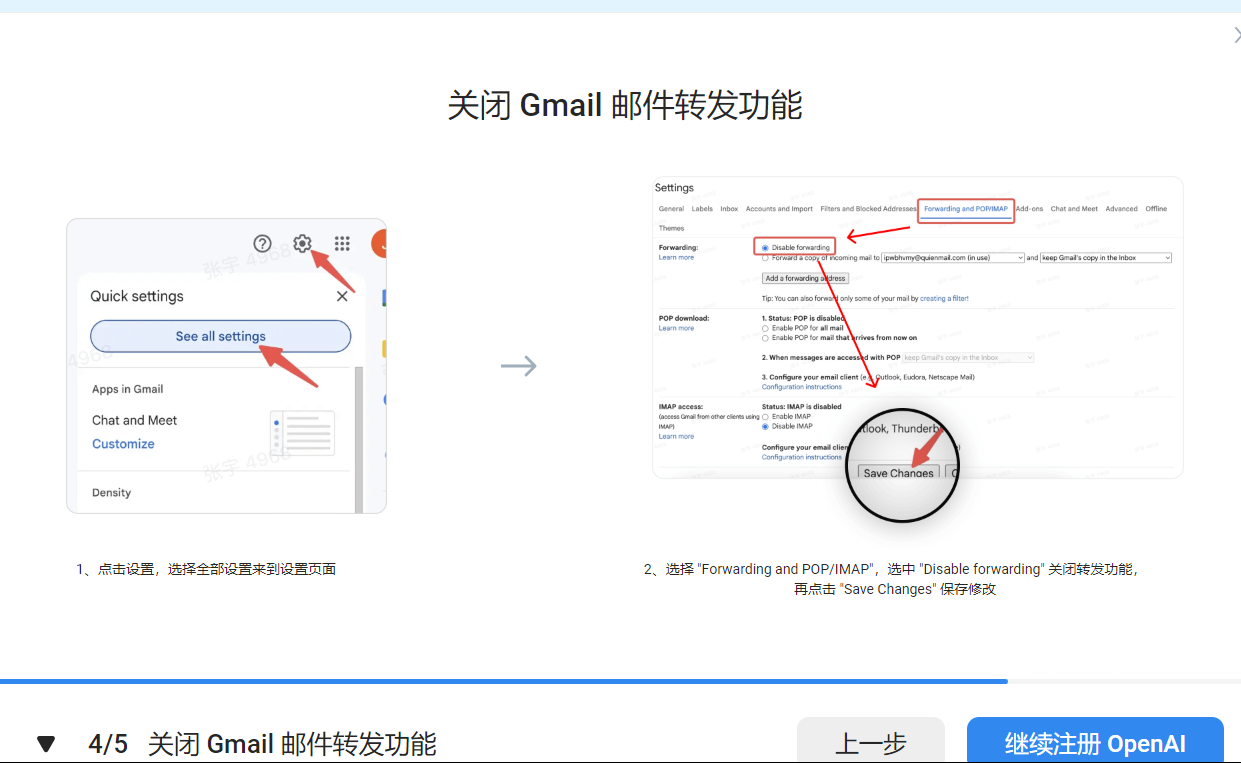 关闭 Gmail 邮件转发功能
张宇 4968
Quick settings
See all settings
4968
Apps in Gmail
Chat and Meet
Customize
张宇 4968
Density
1、点击设置，选择全部设置来到设置页面
Settings
General Labels Inbox Accounts and Import Filters and Blocked Addresses Forwarding and POP/IMAP Add-ons Chat and Meet Advanced Offline
Themes
Forwarding: Disable forwarding
Learn more Forward a copy of incoming mail to ipwbhvmy@quienmail.com (in use) and keep Gmail's copy in the Inbox
Add a forwarding address
Tip: You can also forward only some of your mail by creating a filter!
POP download: 1. Status: POP is disabled
Learn more Enable POP for all mail
Enable POP for mail that arrives from now on
2. When messages are accessed with POP keep Gmail's copy in the Inbox
3. Configure your email client (e.g. Outlook, Eudora, Netscape Mail)
Configuration instructions
IMAP access: Status: IMAP is disabled
(access Gmail from other clients using Enable IMAP
IMAP) Disable IMAP
Learn more
Configure your email client
Configuration instructions
tlook, Thunderb
Save Changes C
2、选择 "Forwarding and POP/IMAP"，选中 "Disable forwarding" 关闭转发功能，
再点击 "Save Changes" 保存修改
4/5 关闭 Gmail 邮件转发功能 上一步 继续注册 OpenAI